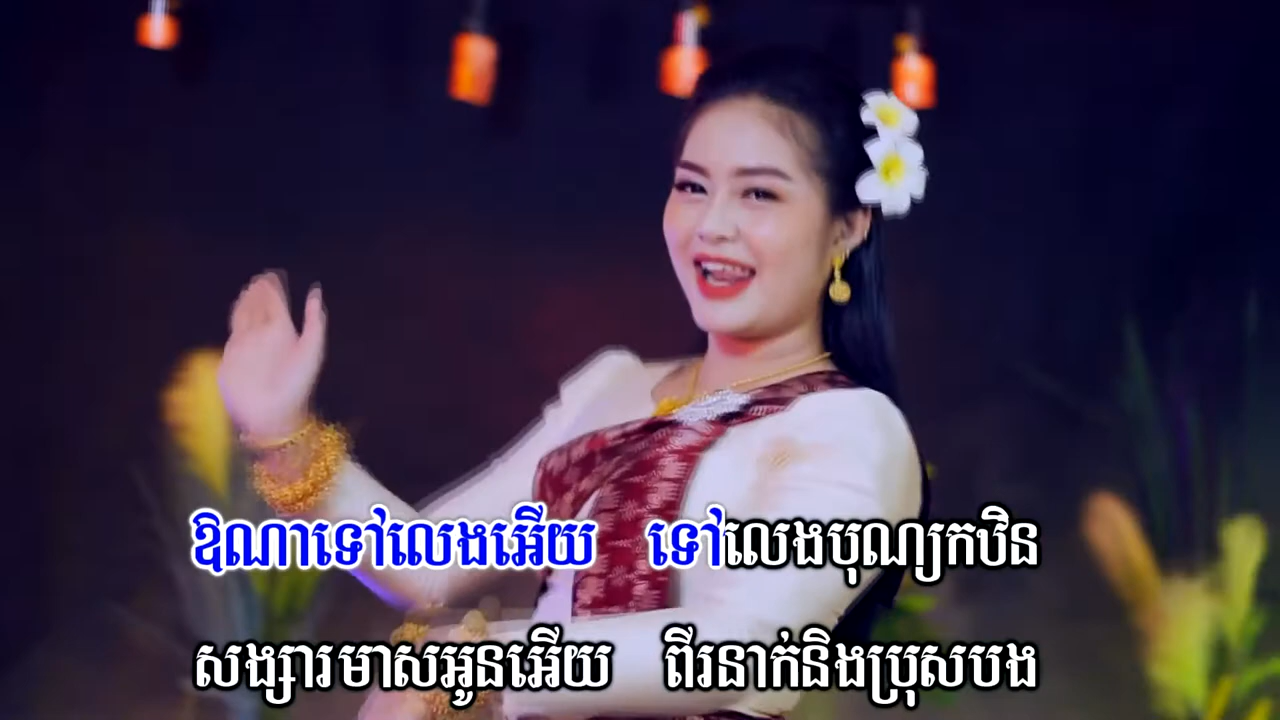 ឱណាទៅលេងអើយ ទៅលេងបុណ្យកឋិន
សង្សារមាសអូនអើយ ពីរនាក់និងប្រុសបង